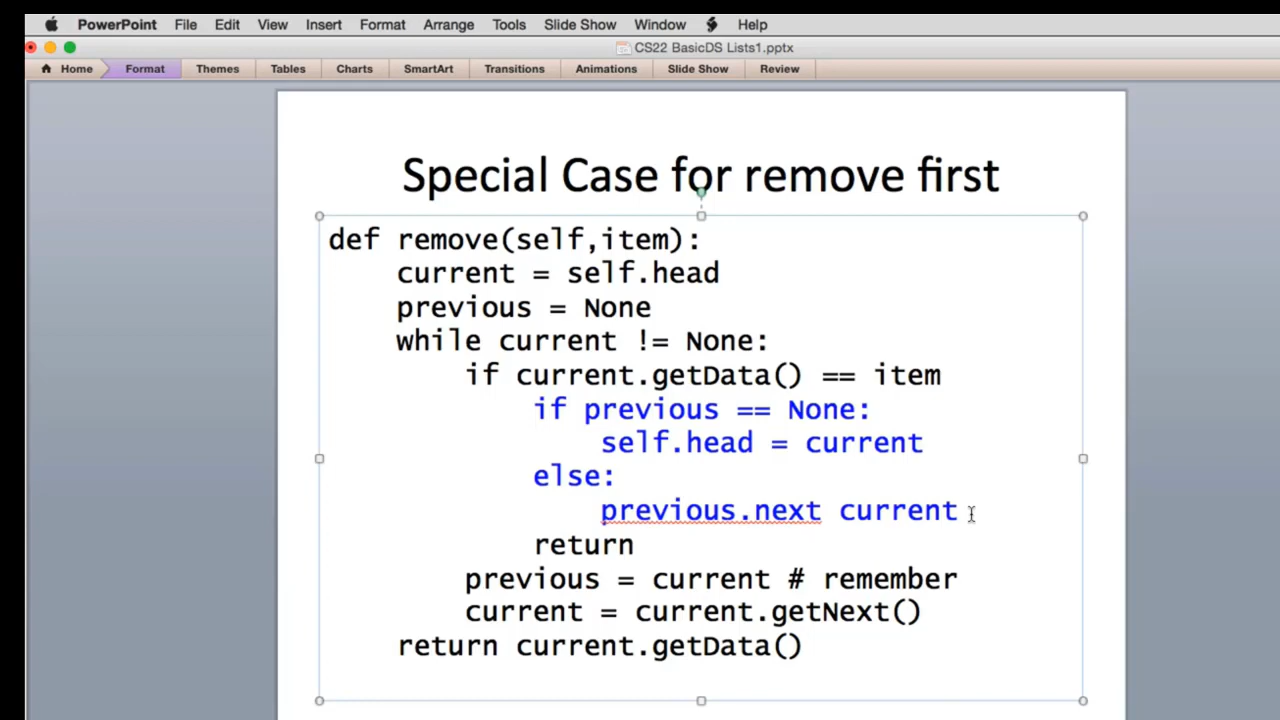 PowerPoint File Edit View Insert Format Arrange Tools Slide Show Window Help
CS22 BasicDS Lists1.pptx
Home Format Themes Tables Charts SmartArt Transitions Animations Slide Show Review
Special Case for remove first
def remove(self,item):
current = self.head
previous = None
while current != None:
if current.getData() == item
if previous == None:
self.head = current
else:
previous.next current
return
previous = current # remember
current = current.getNext()
return current.getData()